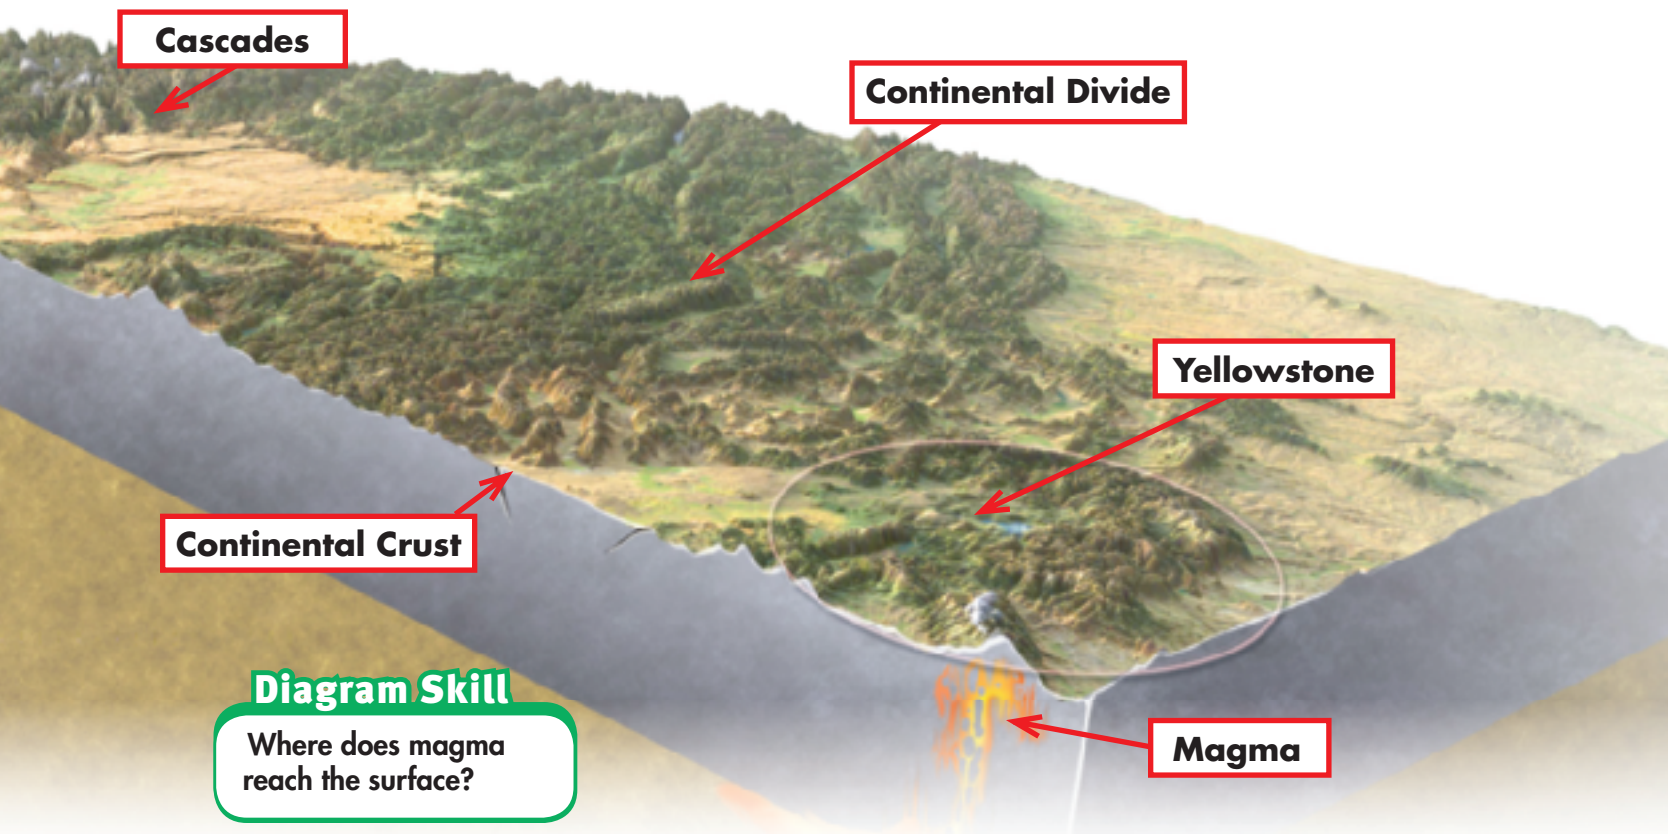 Cascades
Continental Divide
Yellowstone
Continental Crust
Magma
Diagram Skill
Where does magma
reach the surface?